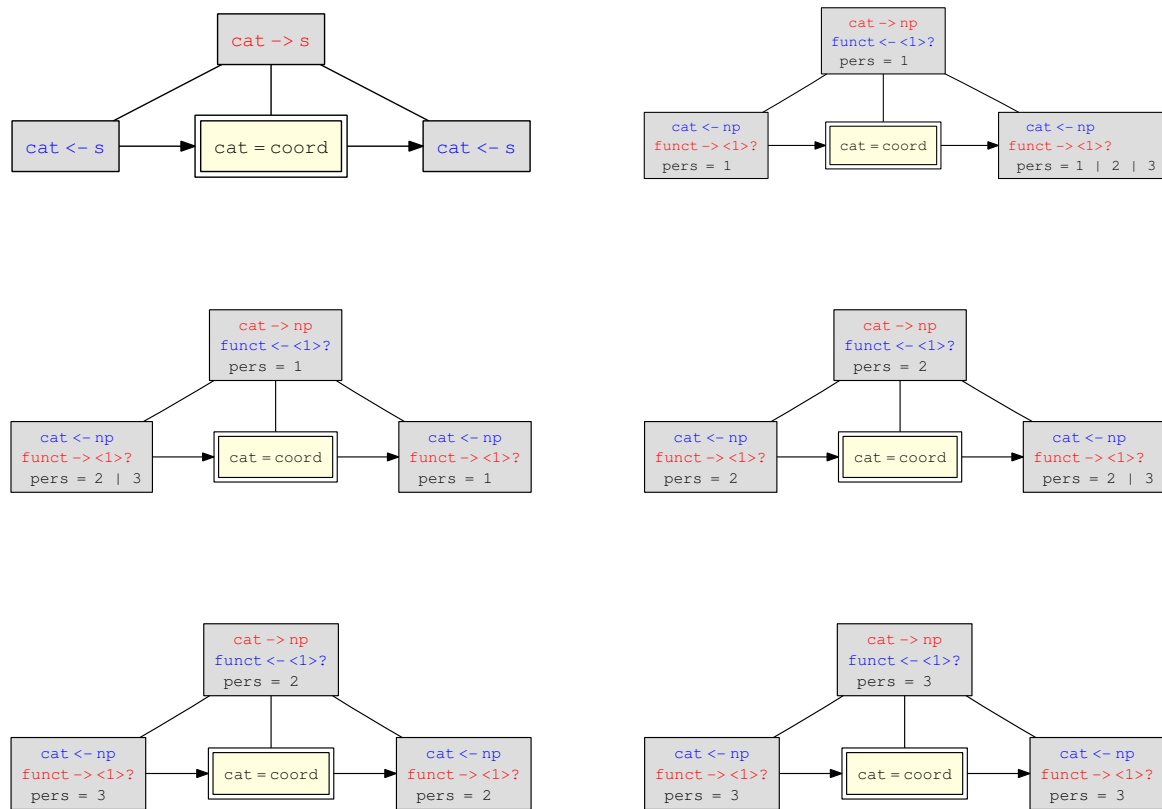 cat -> s
cat <- s
cat = coord
cat <- s
cat -> np
funct <- <1>?
pers = 1
cat <- np
funct -> <1>?
pers = 1
cat = coord
cat <- np
funct -> <1>?
pers = 1 | 2 | 3
cat -> np
funct <- <1>?
pers = 1
cat <- np
funct -> <1>?
pers = 2 | 3
cat = coord
cat <- np
funct -> <1>?
pers = 1
cat -> np
funct <- <1>?
pers = 2
cat <- np
funct -> <1>?
pers = 2
cat = coord
cat <- np
funct -> <1>?
pers = 2 | 3
cat -> np
funct <- <1>?
pers = 2
cat <- np
funct -> <1>?
pers = 3
cat = coord
cat <- np
funct -> <1>?
pers = 2
cat -> np
funct <- <1>?
pers = 3
cat <- np
funct -> <1>?
pers = 3
cat = coord
cat <- np
funct -> <1>?
pers = 3